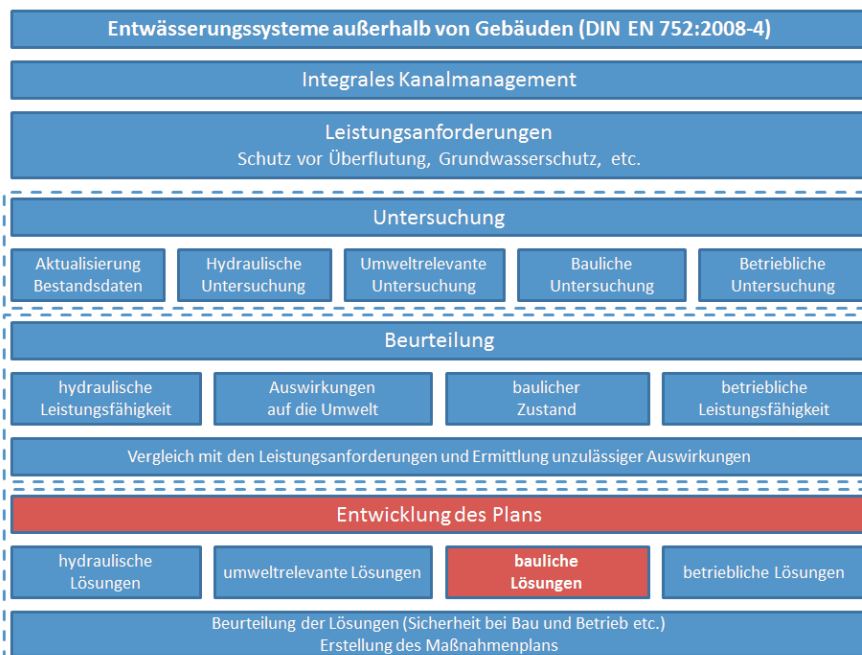 Entwässerungssysteme außerhalb von Gebäuden (DIN EN 752:2008-4)
Integrales Kanalmanagement
Leistungsanforderungen
Schutz vor Überflutung, Grundwasserschutz, etc.
Untersuchung
Aktualisierung
Bestandsdaten
Hydraulische
Untersuchung
Umweltrelevante
Untersuchung
Bauliche
Untersuchung
Betriebliche
Untersuchung
Beurteilung
hydraulische
Leistungsfähigkeit
Auswirkungen
auf die Umwelt
baulicher
Zustand
betriebliche
Leistungsfähigkeit
Vergleich mit den Leistungsanforderungen und Ermittlung unzulässiger Auswirkungen
Entwicklung des Plans
hydraulische
Lösungen
umweltrelevante Lösungen
bauliche
Lösungen
betriebliche Lösungen
Beurteilung der Lösungen (Sicherheit bei Bau und Betrieb etc.)
Erstellung des Maßnahmenplans